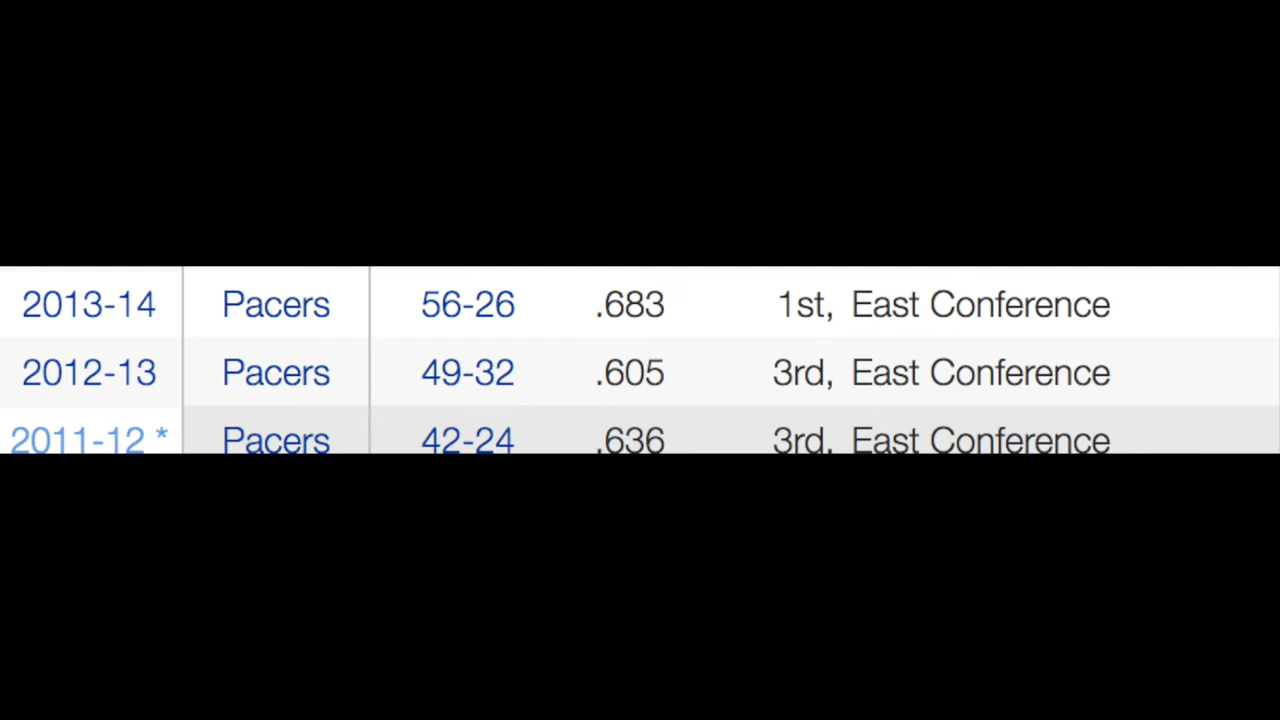 2013-14 Pacers 56-26 .683 1st, East Conference
2012-13 Pacers 49-32 .605 3rd, East Conference
2011-12 * Pacers 42-24 .636 3rd, East Conference